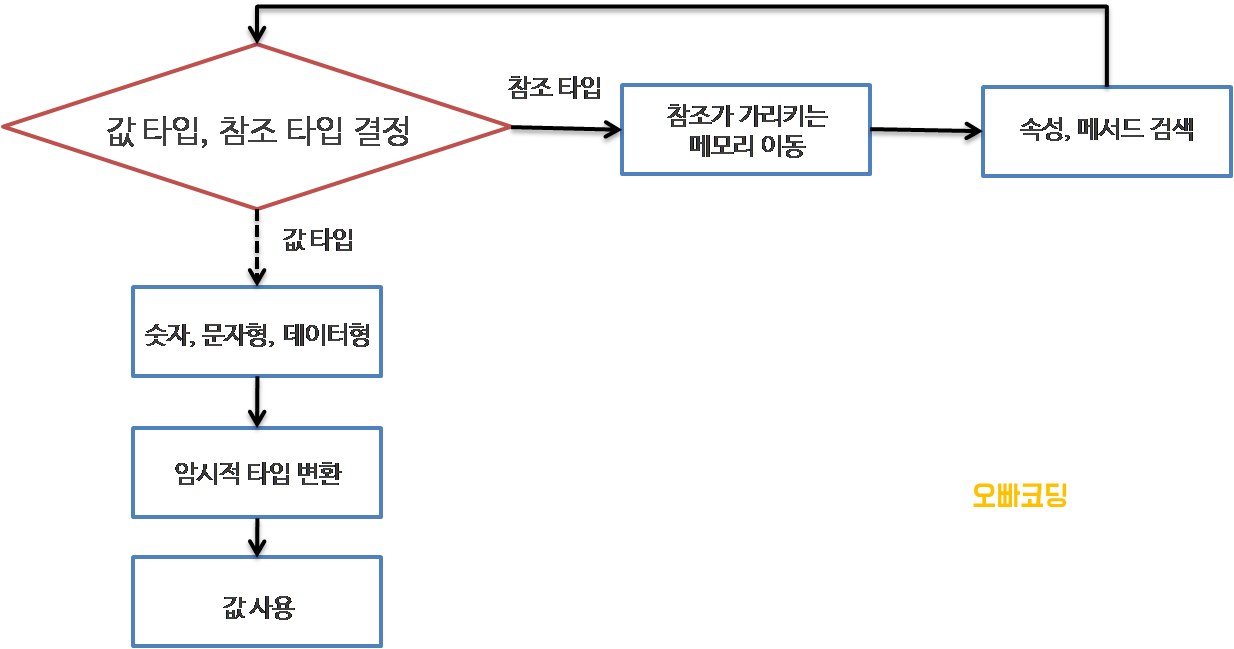 값 타입, 참조 타입 결정
참조 타입
참조가 가리키는
메모리 이동
속성, 메서드 검색
값 타입
숫자, 문자형, 데이터형
암시적 타입 변환
값 사용
오빠코딩